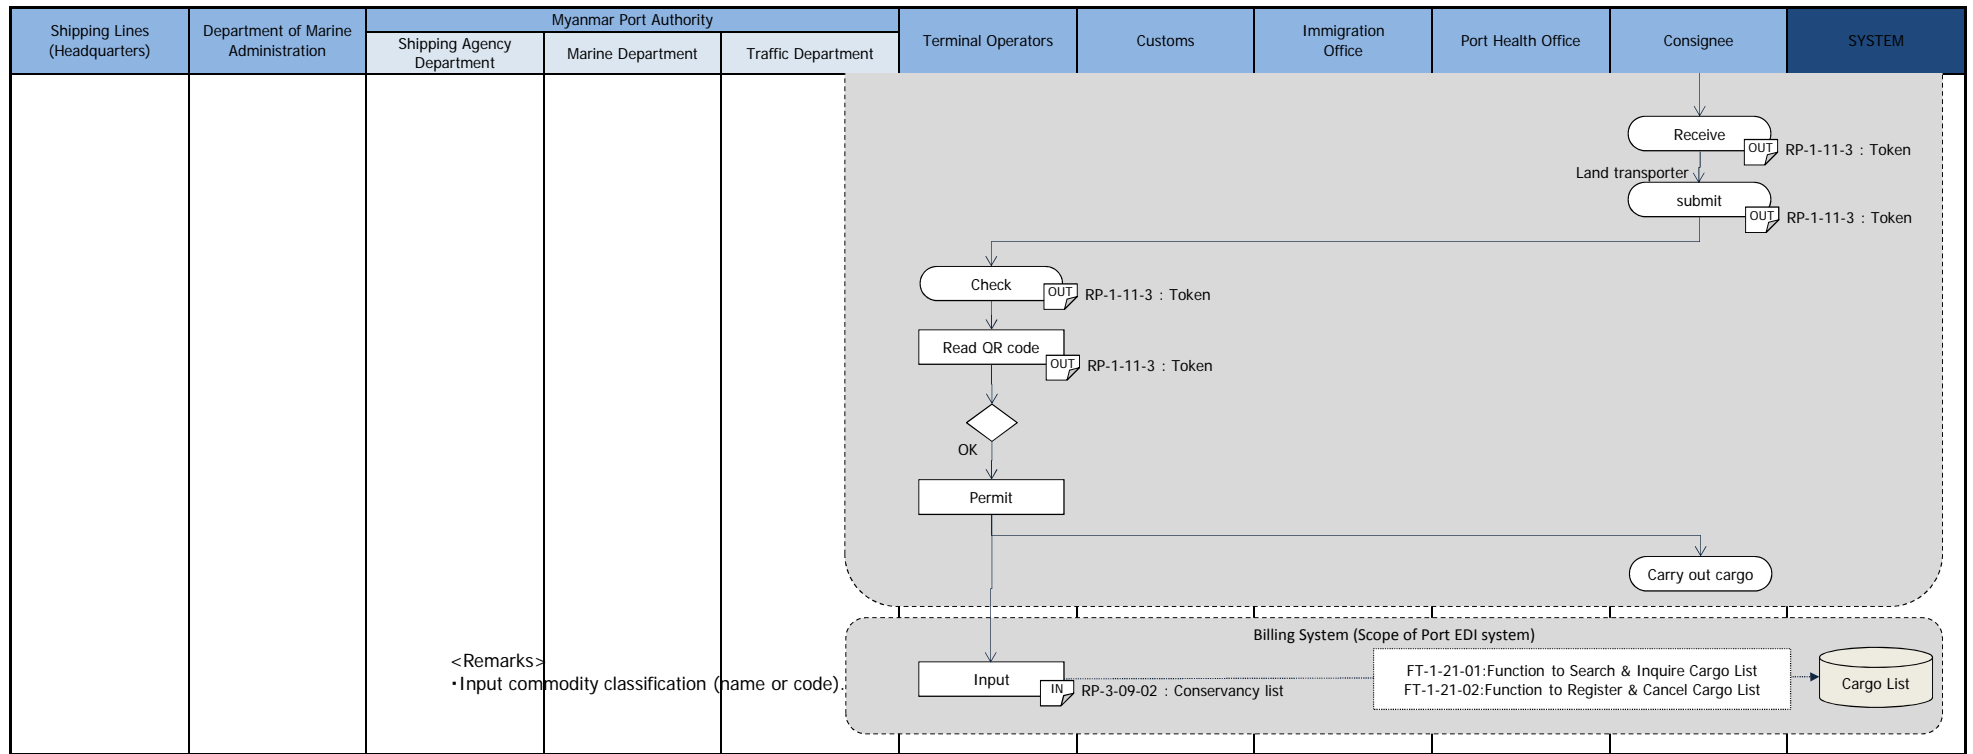 Shipping Lines
(Headquarters)
Department of Marine
Administration
Myanmar Port Authority
Shipping Agency
Department
Marine Department
Traffic Department
Terminal Operators
Customs
Immigration
Office
Port Health Office
Consignee
SYSTEM
Receive
OUT
RP-1-11-3 : Token
Land transporter
submit
OUT
RP-1-11-3 : Token
Check
OUT
RP-1-11-3 : Token
Read QR code
OUT
RP-1-11-3 : Token
OK
Permit
Carry out cargo
Billing System (Scope of Port EDI system)
<Remarks>
・Input commodity classification (name or code).
Input
IN
RP-3-09-02 : Conservancy list
FT-1-21-01:Function to Search & Inquire Cargo List
FT-1-21-02:Function to Register & Cancel Cargo List
Cargo List